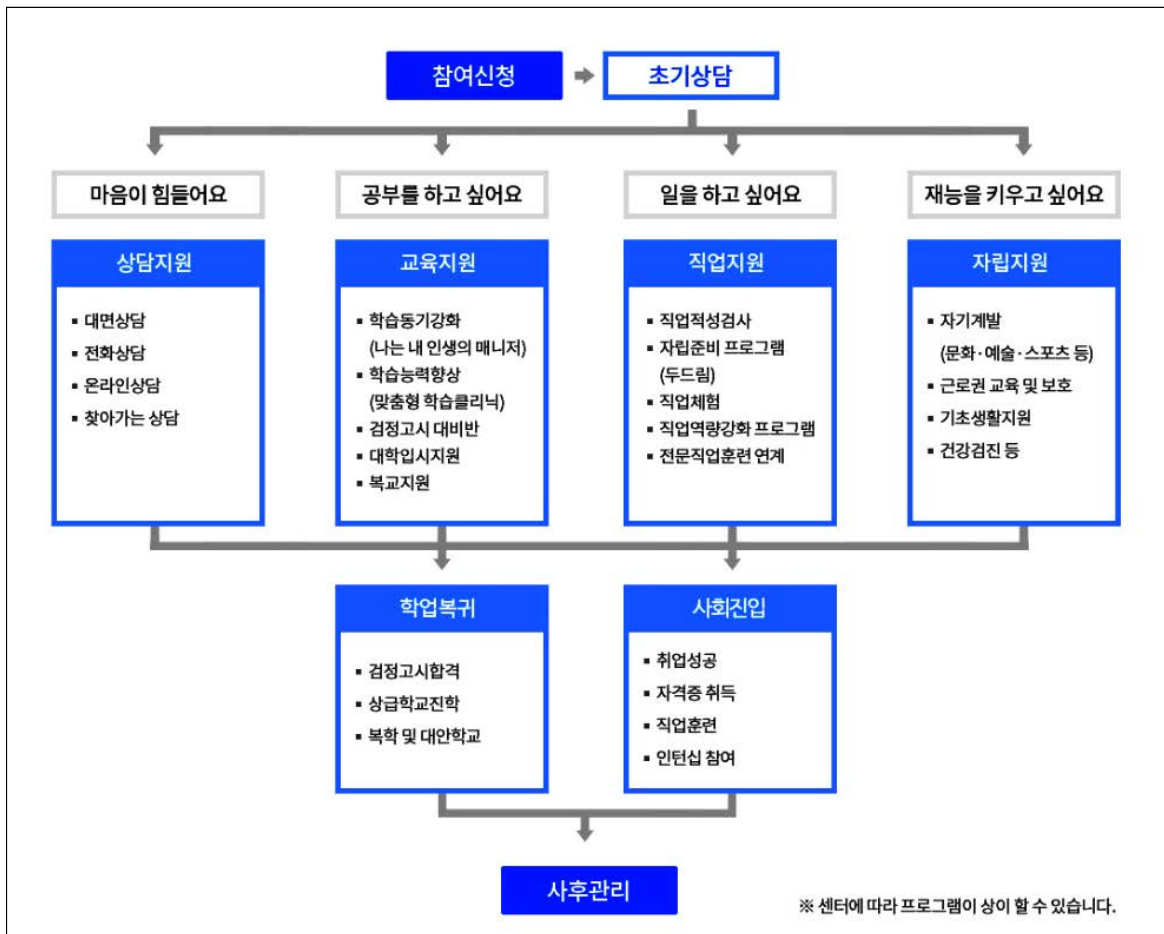 참여신청
초기상담
마음이 힘들어요
공부를 하고 싶어요
일을 하고 싶어요
재능을 키우고 싶어요
상담지원
▪ 대면상담
▪ 전화상담
▪ 온라인상담
▪ 찾아가는 상담
교육지원
▪ 학습동기강화
(나는 내 인생의 매니저)
▪ 학습능력향상
(맞춤형 학습클리닉)
▪ 검정고시 대비반
▪ 대학입시지원
▪ 복교지원
직업지원
▪ 직업적성검사
▪ 자립준비 프로그램
(두드림)
▪ 직업체험
▪ 직업역량강화 프로그램
▪ 전문직업훈련 연계
자립지원
▪ 자기계발
(문화·예술·스포츠 등)
▪ 근로권 교육 및 보호
▪ 기초생활지원
▪ 건강검진 등
학업복귀
▪ 검정고시합격
▪ 상급학교진학
▪ 복학 및 대안학교
사회진입
▪ 취업성공
▪ 자격증 취득
▪ 직업훈련
▪ 인턴십 참여
사후관리
※ 센터에 따라 프로그램이 상이 할 수 있습니다.